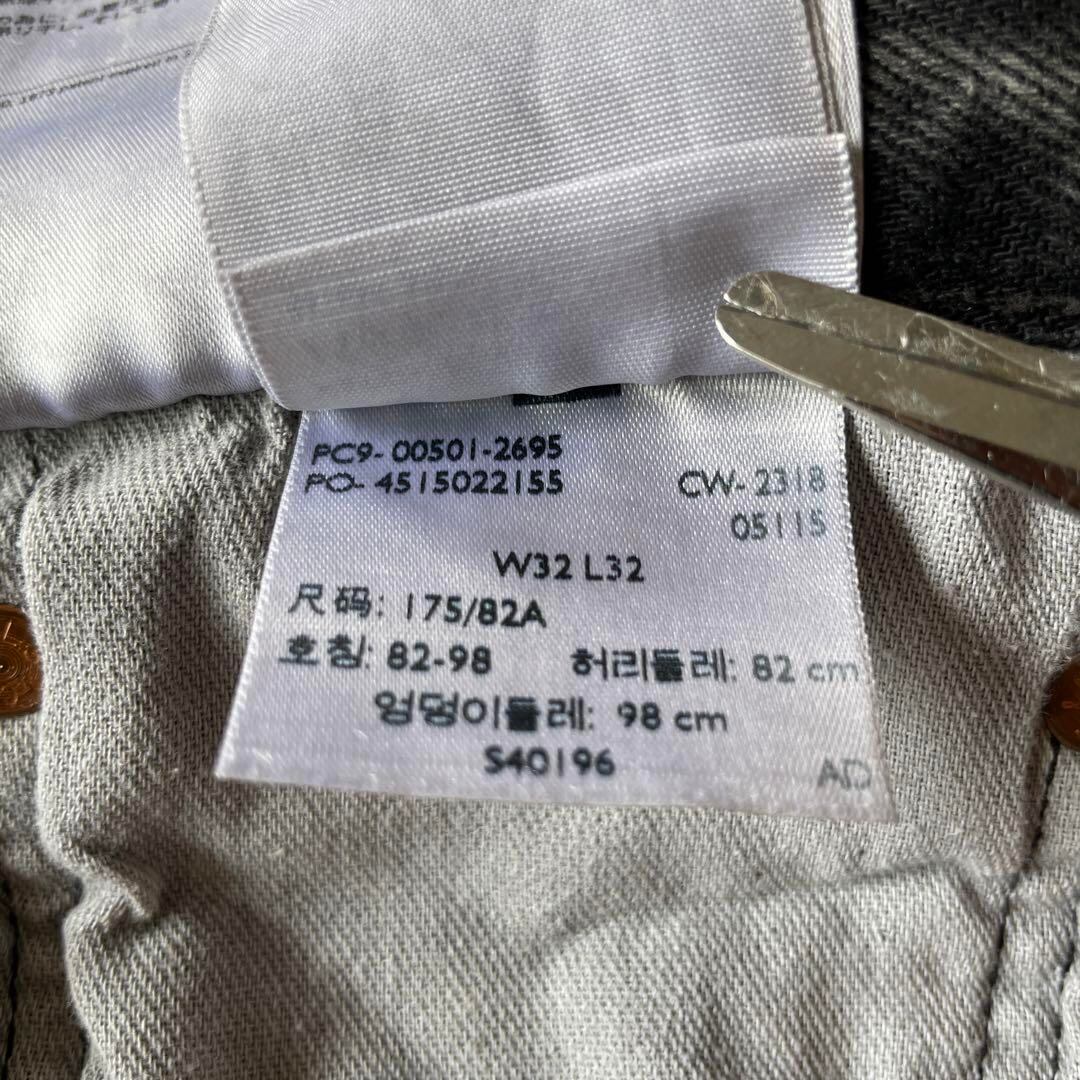 PC9- 00501-2695
PO- 4515022155 CW- 2318
05115
W32 L32
尺码: 175/82A
호칭: 82-98 허리둘레: 82 cm
엉덩이둘레: 98 cm
S40196 AD